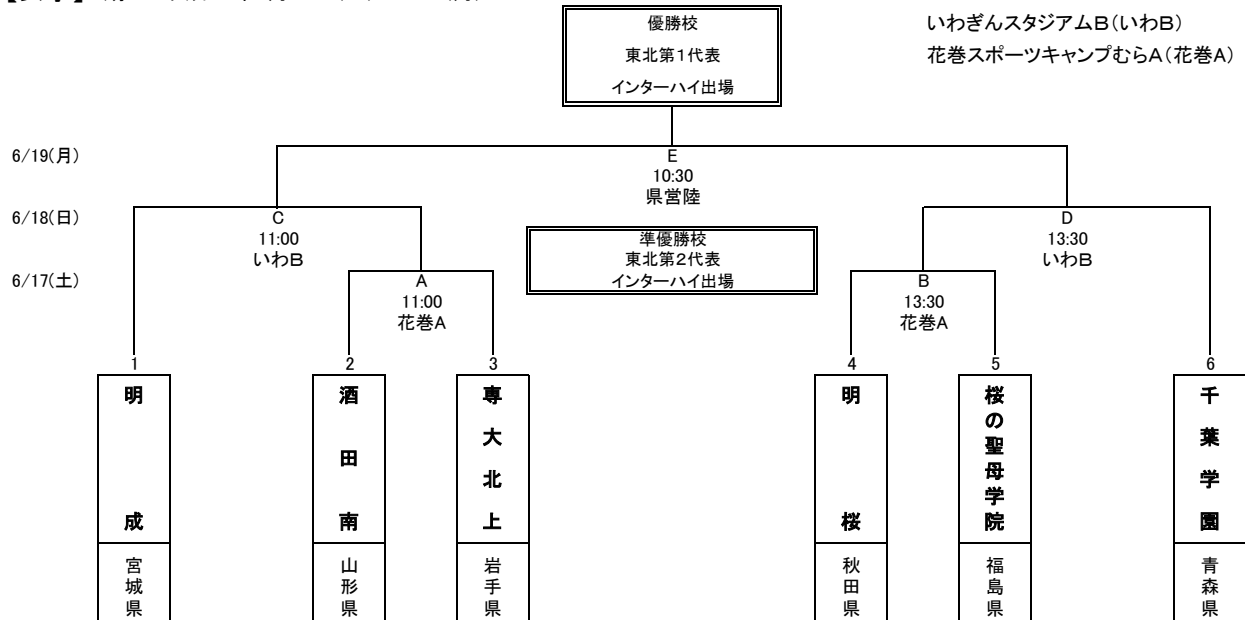 優勝校
東北第1代表
インターハイ出場
いわぎんスタジアムB(いわB)
花巻スポーツキャンプむらA(花巻A)
6/19(月)
E
10:30
県営陸
6/18(日)
C
11:00
いわB
D
13:30
いわB
準優勝校
東北第2代表
インターハイ出場
6/17(土)
A
11:00
花巻A
B
13:30
花巻A
1
明成
宮城県
2
酒田南
山形県
3
専大北上
岩手県
4
明桜
秋田県
5
桜の聖母学院
福島県
6
千葉学園
青森県